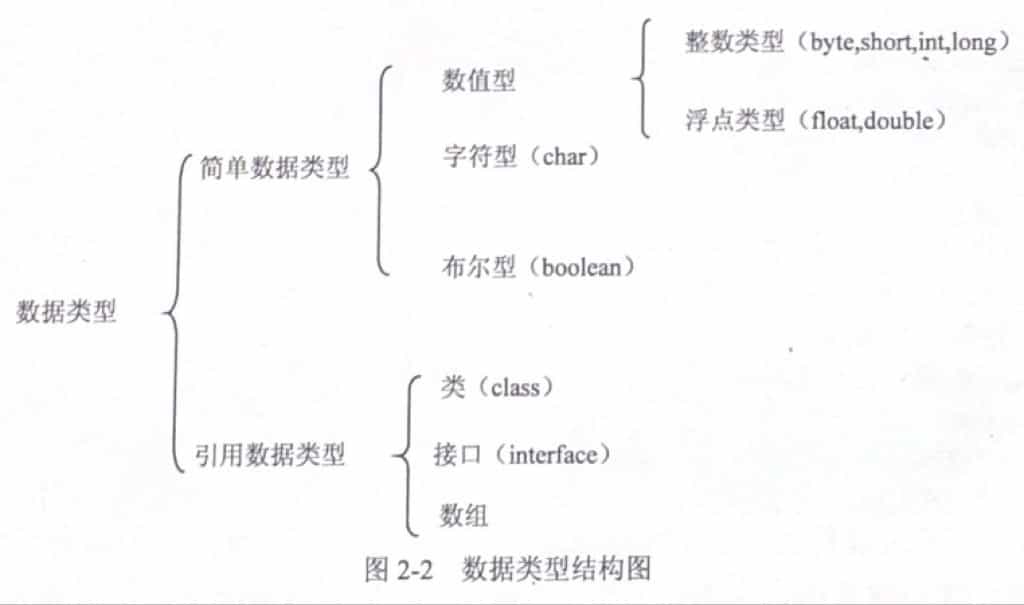 整数类型（byte,short,int,long）
数值型
浮点类型（float,double）
字符型（char）
简单数据类型
布尔型（boolean）
数据类型
类（class）
引用数据类型
接口（interface）
数组
图 2-2 数据类型结构图